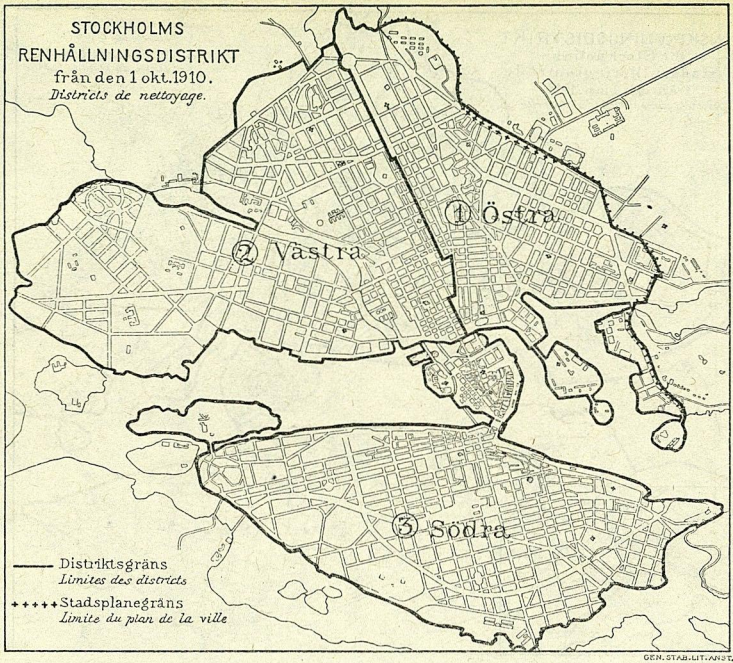 STOCKHOLMS
RENHÅLLNINGSDISTRIKT
från den 1 okt. 1910.
Districts de nettoyage.
1 Östra
2 Västra
3 Södra
Distriktsgräns
Limites des districts
Stadsplanegräns
Limite du plan de la ville
GEN. STAB. LIT. ANST.